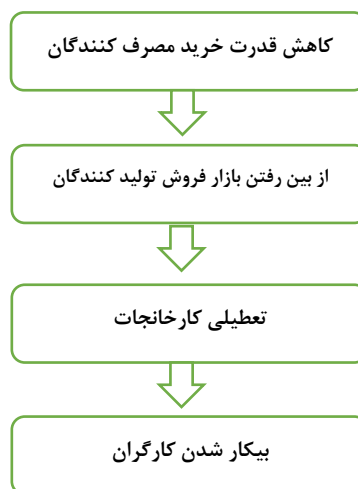 کاهش قدرت خرید مصرف کنندگان
از بین رفتن بازار فروش تولید کنندگان
تعطیلی کارخانجات
بیکار شدن کارگران